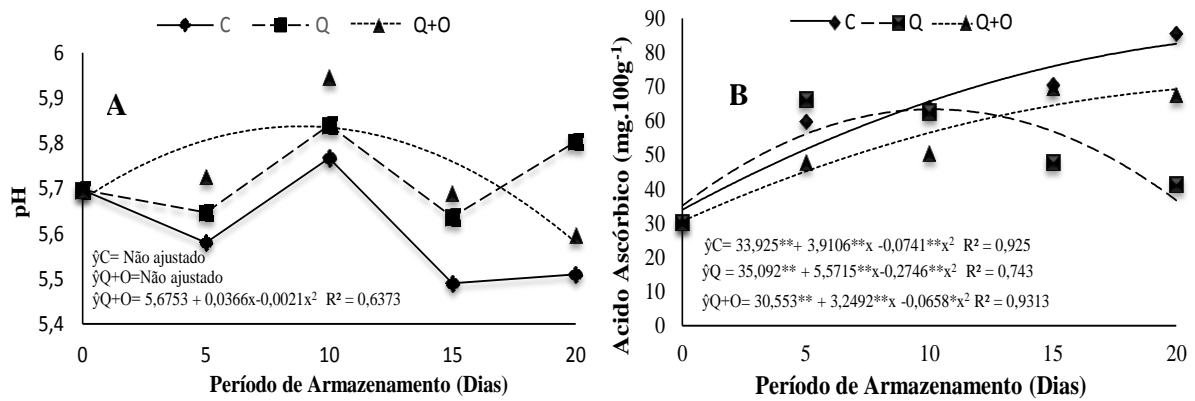 C Q Q+O
A
pH
6
5,9
5,8
5,7
5,6
5,5
5,4
ŷC= Não ajustado
ŷQ+O=Não ajustado
ŷQ+O= 5,6753 + 0,0366x-0,0021x² R² = 0,6373
0 5 10 15 20
Período de Armazenamento (Dias)
C Q Q+O
B
Acido Ascórbico (mg.100g⁻¹)
90
80
70
60
50
40
30
20
10
0
ŷC= 33,925**+ 3,9106**x -0,0741**x² R² = 0,925
ŷQ = 35,092** + 5,5715**x-0,2746**x² R² = 0,743
ŷQ+O= 30,553** + 3,2492**x -0,0658*x² R² = 0,9313
0 5 10 15 20
Período de Armazenamento (Dias)